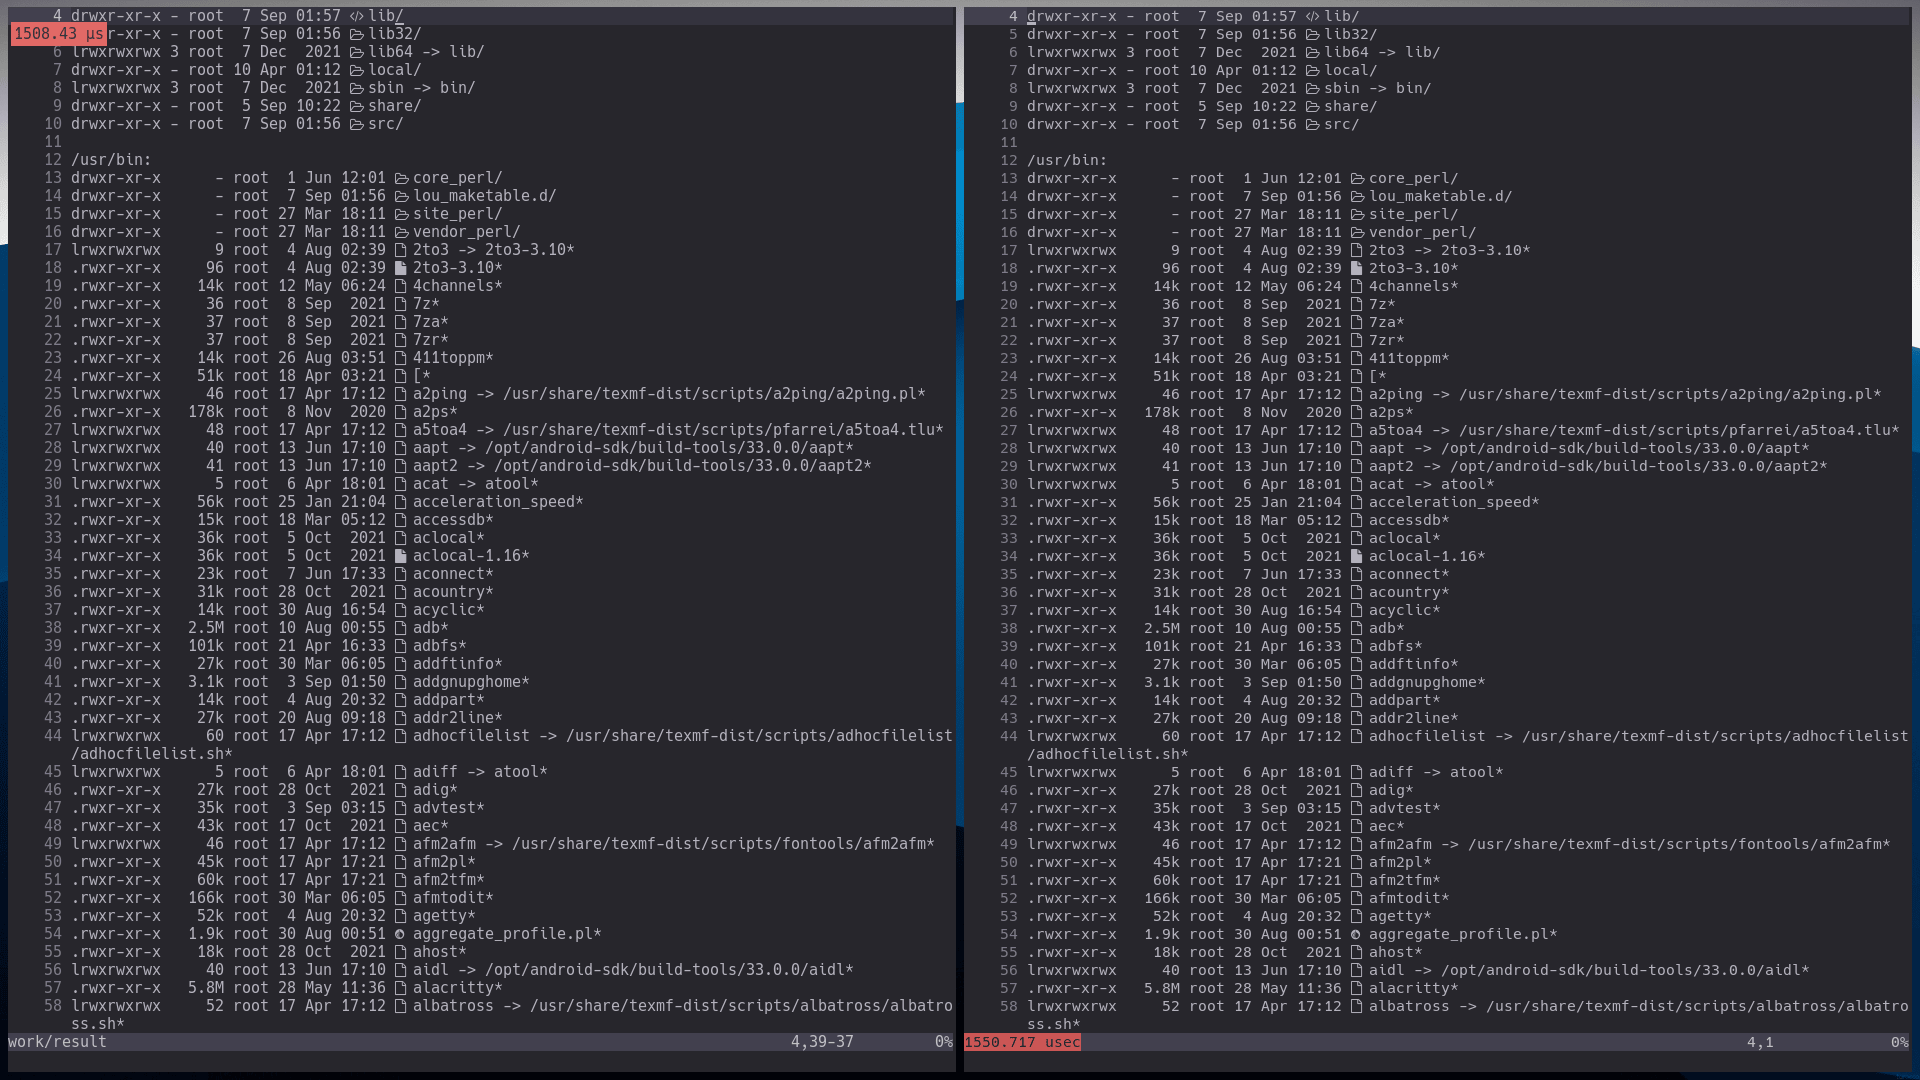 4 drwxr-xr-x - root  7 Sep 01:57 lib/
1508.43 µs r-xr-x - root  7 Sep 01:56 lib32/
6 lrwxrwxrwx 3 root  7 Dec  2021 lib64 -> lib/
7 drwxr-xr-x - root 10 Apr 01:12 local/
8 lrwxrwxrwx 3 root  7 Dec  2021 sbin -> bin/
9 drwxr-xr-x - root  5 Sep 10:22 share/
10 drwxr-xr-x - root  7 Sep 01:56 src/
11
12 /usr/bin:
13 drwxr-xr-x      - root  1 Jun 12:01 core_perl/
14 drwxr-xr-x      - root  7 Sep 01:56 lou_maketable.d/
15 drwxr-xr-x      - root 27 Mar 18:11 site_perl/
16 drwxr-xr-x      - root 27 Mar 18:11 vendor_perl/
17 lrwxrwxrwx      9 root  4 Aug 02:39 2to3 -> 2to3-3.10*
18 .rwxr-xr-x     96 root  4 Aug 02:39 2to3-3.10*
19 .rwxr-xr-x    14k root 12 May 06:24 4channels*
20 .rwxr-xr-x     36 root  8 Sep  2021 7z*
21 .rwxr-xr-x     37 root  8 Sep  2021 7za*
22 .rwxr-xr-x     37 root  8 Sep  2021 7zr*
23 .rwxr-xr-x    14k root 26 Aug 03:51 411toppm*
24 .rwxr-xr-x    51k root 18 Apr 03:21 [*
25 lrwxrwxrwx     46 root 17 Apr 17:12 a2ping -> /usr/share/texmf-dist/scripts/a2ping/a2ping.pl*
26 .rwxr-xr-x   178k root  8 Nov  2020 a2ps*
27 lrwxrwxrwx     48 root 17 Apr 17:12 a5toa4 -> /usr/share/texmf-dist/scripts/pfarrei/a5toa4.tlu*
28 lrwxrwxrwx     40 root 13 Jun 17:10 aapt -> /opt/android-sdk/build-tools/33.0.0/aapt*
29 lrwxrwxrwx     41 root 13 Jun 17:10 aapt2 -> /opt/android-sdk/build-tools/33.0.0/aapt2*
30 lrwxrwxrwx      5 root  6 Apr 18:01 acat -> atool*
31 .rwxr-xr-x    56k root 25 Jan 21:04 acceleration_speed*
32 .rwxr-xr-x    15k root 18 Mar 05:12 accessdb*
33 .rwxr-xr-x    36k root  5 Oct  2021 aclocal*
34 .rwxr-xr-x    36k root  5 Oct  2021 aclocal-1.16*
35 .rwxr-xr-x    23k root  7 Jun 17:33 aconnect*
36 .rwxr-xr-x    31k root 28 Oct  2021 acountry*
37 .rwxr-xr-x    14k root 30 Aug 16:54 acyclic*
38 .rwxr-xr-x   2.5M root 10 Aug 00:55 adb*
39 .rwxr-xr-x   101k root 21 Apr 16:33 adbfs*
40 .rwxr-xr-x    27k root 30 Mar 06:05 addftinfo*
41 .rwxr-xr-x   3.1k root  3 Sep 01:50 addgnupghome*
42 .rwxr-xr-x    14k root  4 Aug 20:32 addpart*
43 .rwxr-xr-x    27k root 20 Aug 09:18 addr2line*
44 lrwxrwxrwx     60 root 17 Apr 17:12 adhocfilelist -> /usr/share/texmf-dist/scripts/adhocfilelist
/adhocfilelist.sh*
45 lrwxrwxrwx      5 root  6 Apr 18:01 adiff -> atool*
46 .rwxr-xr-x    27k root 28 Oct  2021 adig*
47 .rwxr-xr-x    35k root  3 Sep 03:15 advtest*
48 .rwxr-xr-x    43k root 17 Oct  2021 aec*
49 lrwxrwxrwx     46 root 17 Apr 17:12 afm2afm -> /usr/share/texmf-dist/scripts/fontools/afm2afm*
50 .rwxr-xr-x    45k root 17 Apr 17:21 afm2pl*
51 .rwxr-xr-x    60k root 17 Apr 17:21 afm2tfm*
52 .rwxr-xr-x   166k root 30 Mar 06:05 afmtodit*
53 .rwxr-xr-x    52k root  4 Aug 20:32 agetty*
54 .rwxr-xr-x   1.9k root 30 Aug 00:51 aggregate_profile.pl*
55 .rwxr-xr-x    18k root 28 Oct  2021 ahost*
56 lrwxrwxrwx     40 root 13 Jun 17:10 aidl -> /opt/android-sdk/build-tools/33.0.0/aidl*
57 .rwxr-xr-x   5.8M root 28 May 11:36 alacritty*
58 lrwxrwxrwx     52 root 17 Apr 17:12 albatross -> /usr/share/texmf-dist/scripts/albatross/albatro
ss.sh*
work/result 4,39-37 0%
4 drwxr-xr-x - root  7 Sep 01:57 lib/
5 drwxr-xr-x - root  7 Sep 01:56 lib32/
6 lrwxrwxrwx 3 root  7 Dec  2021 lib64 -> lib/
7 drwxr-xr-x - root 10 Apr 01:12 local/
8 lrwxrwxrwx 3 root  7 Dec  2021 sbin -> bin/
9 drwxr-xr-x - root  5 Sep 10:22 share/
10 drwxr-xr-x - root  7 Sep 01:56 src/
11
12 /usr/bin:
13 drwxr-xr-x      - root  1 Jun 12:01 core_perl/
14 drwxr-xr-x      - root  7 Sep 01:56 lou_maketable.d/
15 drwxr-xr-x      - root 27 Mar 18:11 site_perl/
16 drwxr-xr-x      - root 27 Mar 18:11 vendor_perl/
17 lrwxrwxrwx      9 root  4 Aug 02:39 2to3 -> 2to3-3.10*
18 .rwxr-xr-x     96 root  4 Aug 02:39 2to3-3.10*
19 .rwxr-xr-x    14k root 12 May 06:24 4channels*
20 .rwxr-xr-x     36 root  8 Sep  2021 7z*
21 .rwxr-xr-x     37 root  8 Sep  2021 7za*
22 .rwxr-xr-x     37 root  8 Sep  2021 7zr*
23 .rwxr-xr-x    14k root 26 Aug 03:51 411toppm*
24 .rwxr-xr-x    51k root 18 Apr 03:21 [*
25 lrwxrwxrwx     46 root 17 Apr 17:12 a2ping -> /usr/share/texmf-dist/scripts/a2ping/a2ping.pl*
26 .rwxr-xr-x   178k root  8 Nov  2020 a2ps*
27 lrwxrwxrwx     48 root 17 Apr 17:12 a5toa4 -> /usr/share/texmf-dist/scripts/pfarrei/a5toa4.tlu*
28 lrwxrwxrwx     40 root 13 Jun 17:10 aapt -> /opt/android-sdk/build-tools/33.0.0/aapt*
29 lrwxrwxrwx     41 root 13 Jun 17:10 aapt2 -> /opt/android-sdk/build-tools/33.0.0/aapt2*
30 lrwxrwxrwx      5 root  6 Apr 18:01 acat -> atool*
31 .rwxr-xr-x    56k root 25 Jan 21:04 acceleration_speed*
32 .rwxr-xr-x    15k root 18 Mar 05:12 accessdb*
33 .rwxr-xr-x    36k root  5 Oct  2021 aclocal*
34 .rwxr-xr-x    36k root  5 Oct  2021 aclocal-1.16*
35 .rwxr-xr-x    23k root  7 Jun 17:33 aconnect*
36 .rwxr-xr-x    31k root 28 Oct  2021 acountry*
37 .rwxr-xr-x    14k root 30 Aug 16:54 acyclic*
38 .rwxr-xr-x   2.5M root 10 Aug 00:55 adb*
39 .rwxr-xr-x   101k root 21 Apr 16:33 adbfs*
40 .rwxr-xr-x    27k root 30 Mar 06:05 addftinfo*
41 .rwxr-xr-x   3.1k root  3 Sep 01:50 addgnupghome*
42 .rwxr-xr-x    14k root  4 Aug 20:32 addpart*
43 .rwxr-xr-x    27k root 20 Aug 09:18 addr2line*
44 lrwxrwxrwx     60 root 17 Apr 17:12 adhocfilelist -> /usr/share/texmf-dist/scripts/adhocfilelist
/adhocfilelist.sh*
45 lrwxrwxrwx      5 root  6 Apr 18:01 adiff -> atool*
46 .rwxr-xr-x    27k root 28 Oct  2021 adig*
47 .rwxr-xr-x    35k root  3 Sep 03:15 advtest*
48 .rwxr-xr-x    43k root 17 Oct  2021 aec*
49 lrwxrwxrwx     46 root 17 Apr 17:12 afm2afm -> /usr/share/texmf-dist/scripts/fontools/afm2afm*
50 .rwxr-xr-x    45k root 17 Apr 17:21 afm2pl*
51 .rwxr-xr-x    60k root 17 Apr 17:21 afm2tfm*
52 .rwxr-xr-x   166k root 30 Mar 06:05 afmtodit*
53 .rwxr-xr-x    52k root  4 Aug 20:32 agetty*
54 .rwxr-xr-x   1.9k root 30 Aug 00:51 aggregate_profile.pl*
55 .rwxr-xr-x    18k root 28 Oct  2021 ahost*
56 lrwxrwxrwx     40 root 13 Jun 17:10 aidl -> /opt/android-sdk/build-tools/33.0.0/aidl*
57 .rwxr-xr-x   5.8M root 28 May 11:36 alacritty*
58 lrwxrwxrwx     52 root 17 Apr 17:12 albatross -> /usr/share/texmf-dist/scripts/albatross/albatro
ss.sh*
1550.717 usec 4,1 0%